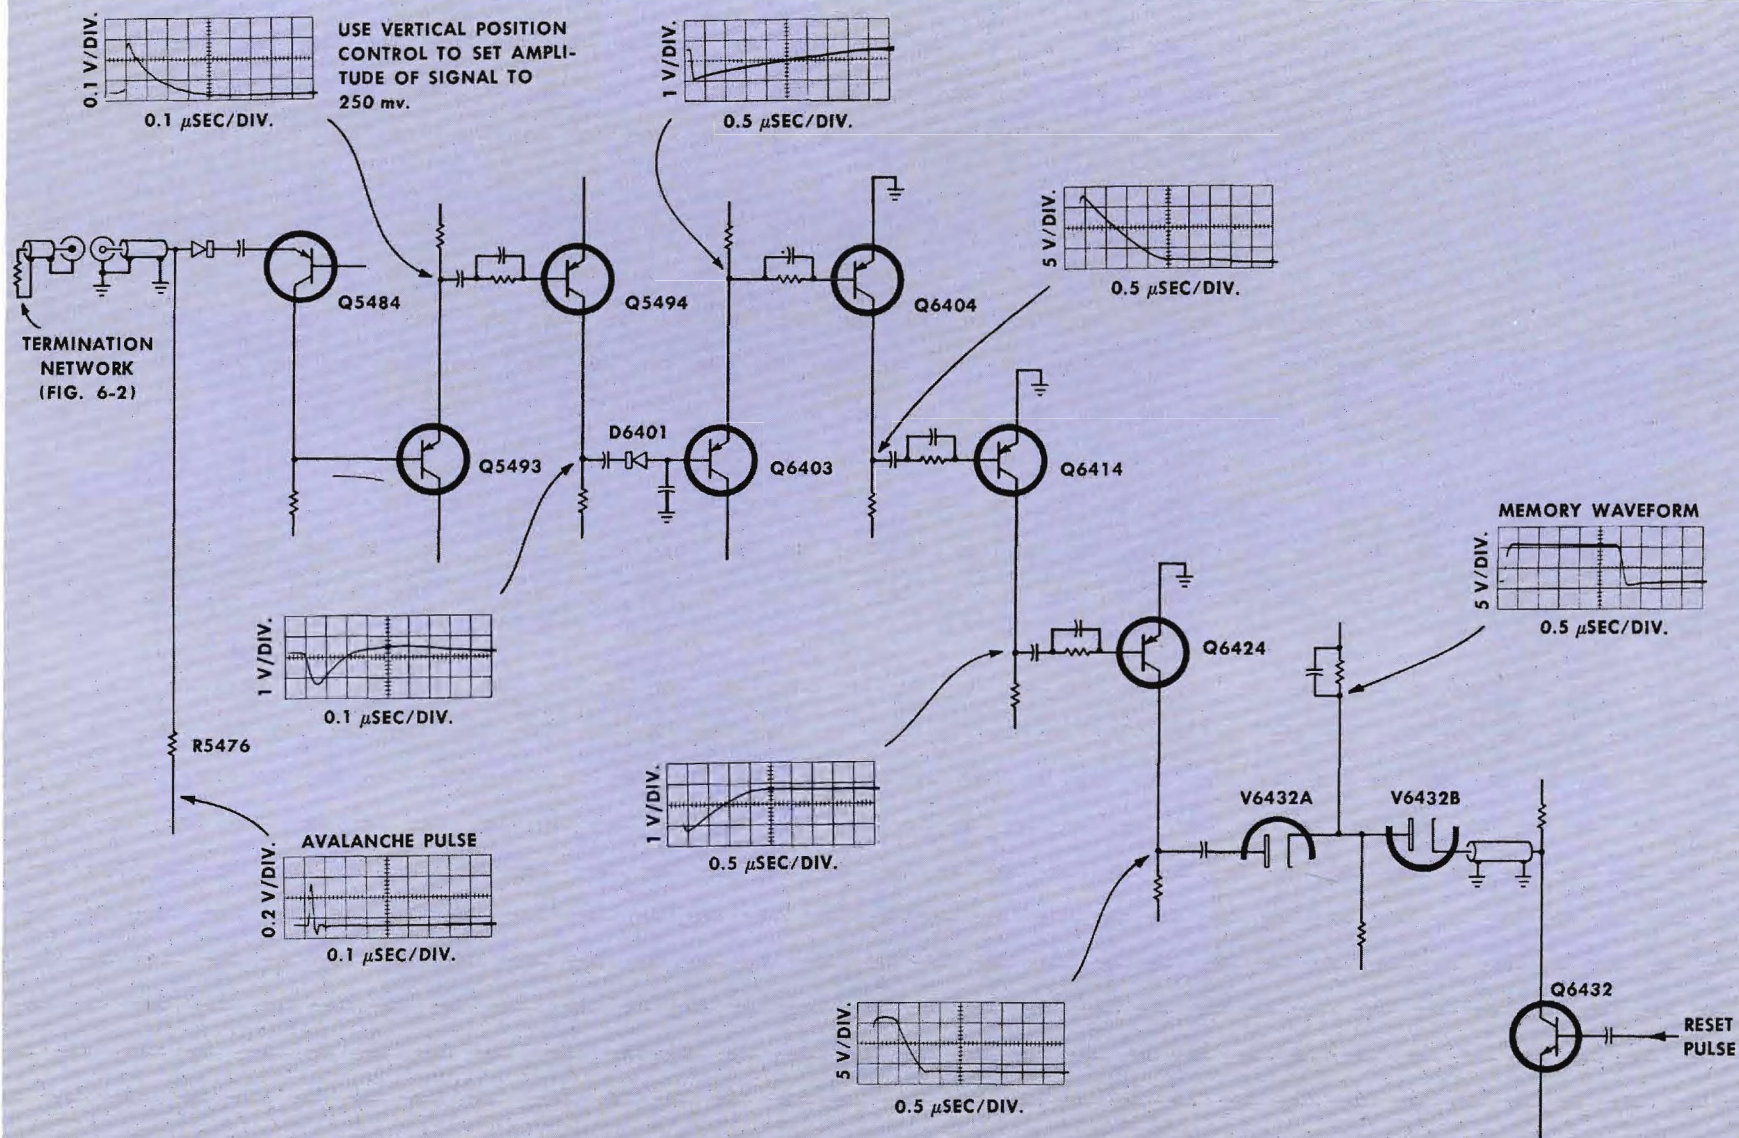 0.1 V/DIV.
0.1 µSEC/DIV.
USE VERTICAL POSITION
CONTROL TO SET AMPLI-
TUDE OF SIGNAL TO
250 mv.
1 V/DIV.
0.5 µSEC/DIV.
5 V/DIV.
0.5 µSEC/DIV.
TERMINATION
NETWORK
(FIG. 6-2)
Q5484
Q5494
Q6404
Q5493
D6401
Q6403
Q6414
MEMORY WAVEFORM
5 V/DIV.
0.5 µSEC/DIV.
1 V/DIV.
0.1 µSEC/DIV.
Q6424
R5476
1 V/DIV.
0.5 µSEC/DIV.
V6432A
V6432B
AVALANCHE PULSE
0.2 V/DIV.
0.1 µSEC/DIV.
5 V/DIV.
0.5 µSEC/DIV.
Q6432
RESET
PULSE